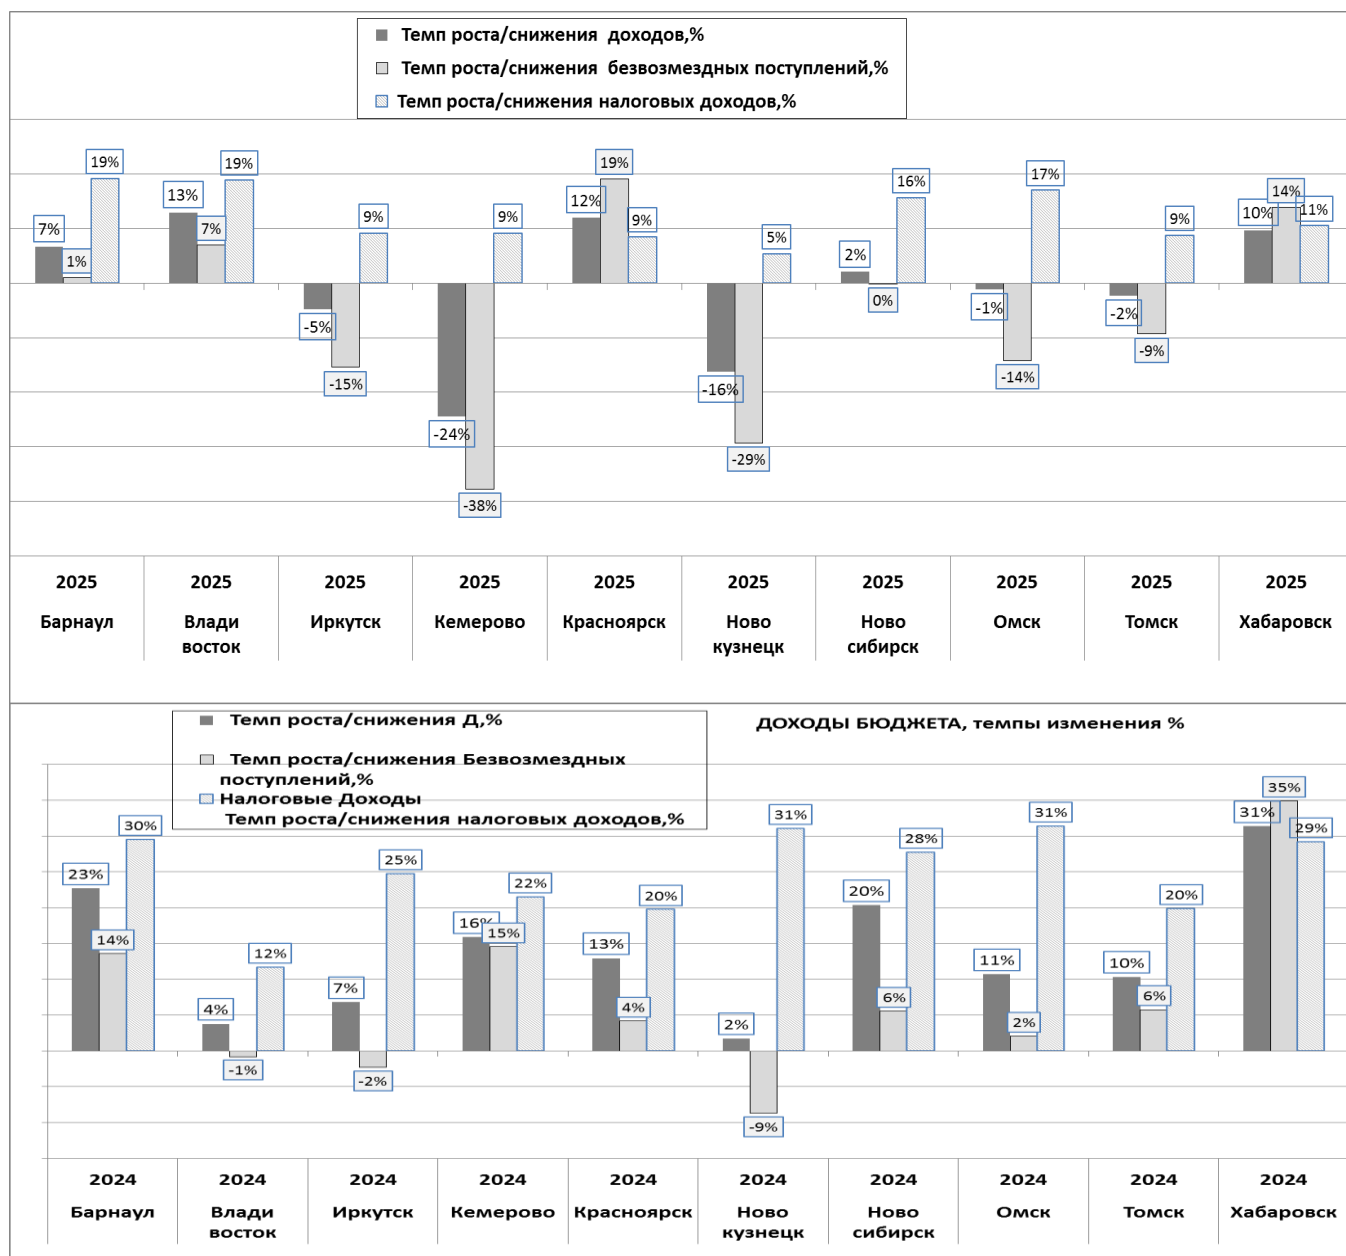 Темп роста/снижения доходов,%
Темп роста/снижения безвозмездных поступлений,%
Темп роста/снижения налоговых доходов,%
7% 1% 19% 13% 7% 19% -5% -15% 9% -24% -38% 9% 12% 19% 9% -16% -29% 5% 2% 0% 16% -1% -14% 17% -2% -9% 9% 10% 14% 11%
2025 2025 2025 2025 2025 2025 2025 2025 2025 2025
Барнаул Влади Иркутск Кемерово Красноярск Ново Ново Омск Томск Хабаровск
восток кузнецк сибирск
Темп роста/снижения Д,%
ДОХОДЫ БЮДЖЕТА, темпы изменения %
Темп роста/снижения Безвозмездных
поступлений,%
Налоговые Доходы
Темп роста/снижения налоговых доходов,%
23% 14% 30% 4% -1% 12% 7% -2% 25% 16% 15% 22% 13% 4% 20% 2% -9% 31% 20% 6% 28% 11% 2% 31% 10% 6% 20% 31% 35% 29%
2024 2024 2024 2024 2024 2024 2024 2024 2024 2024
Барнаул Влади Иркутск Кемерово Красноярск Ново Ново Омск Томск Хабаровск
восток кузнецк сибирск